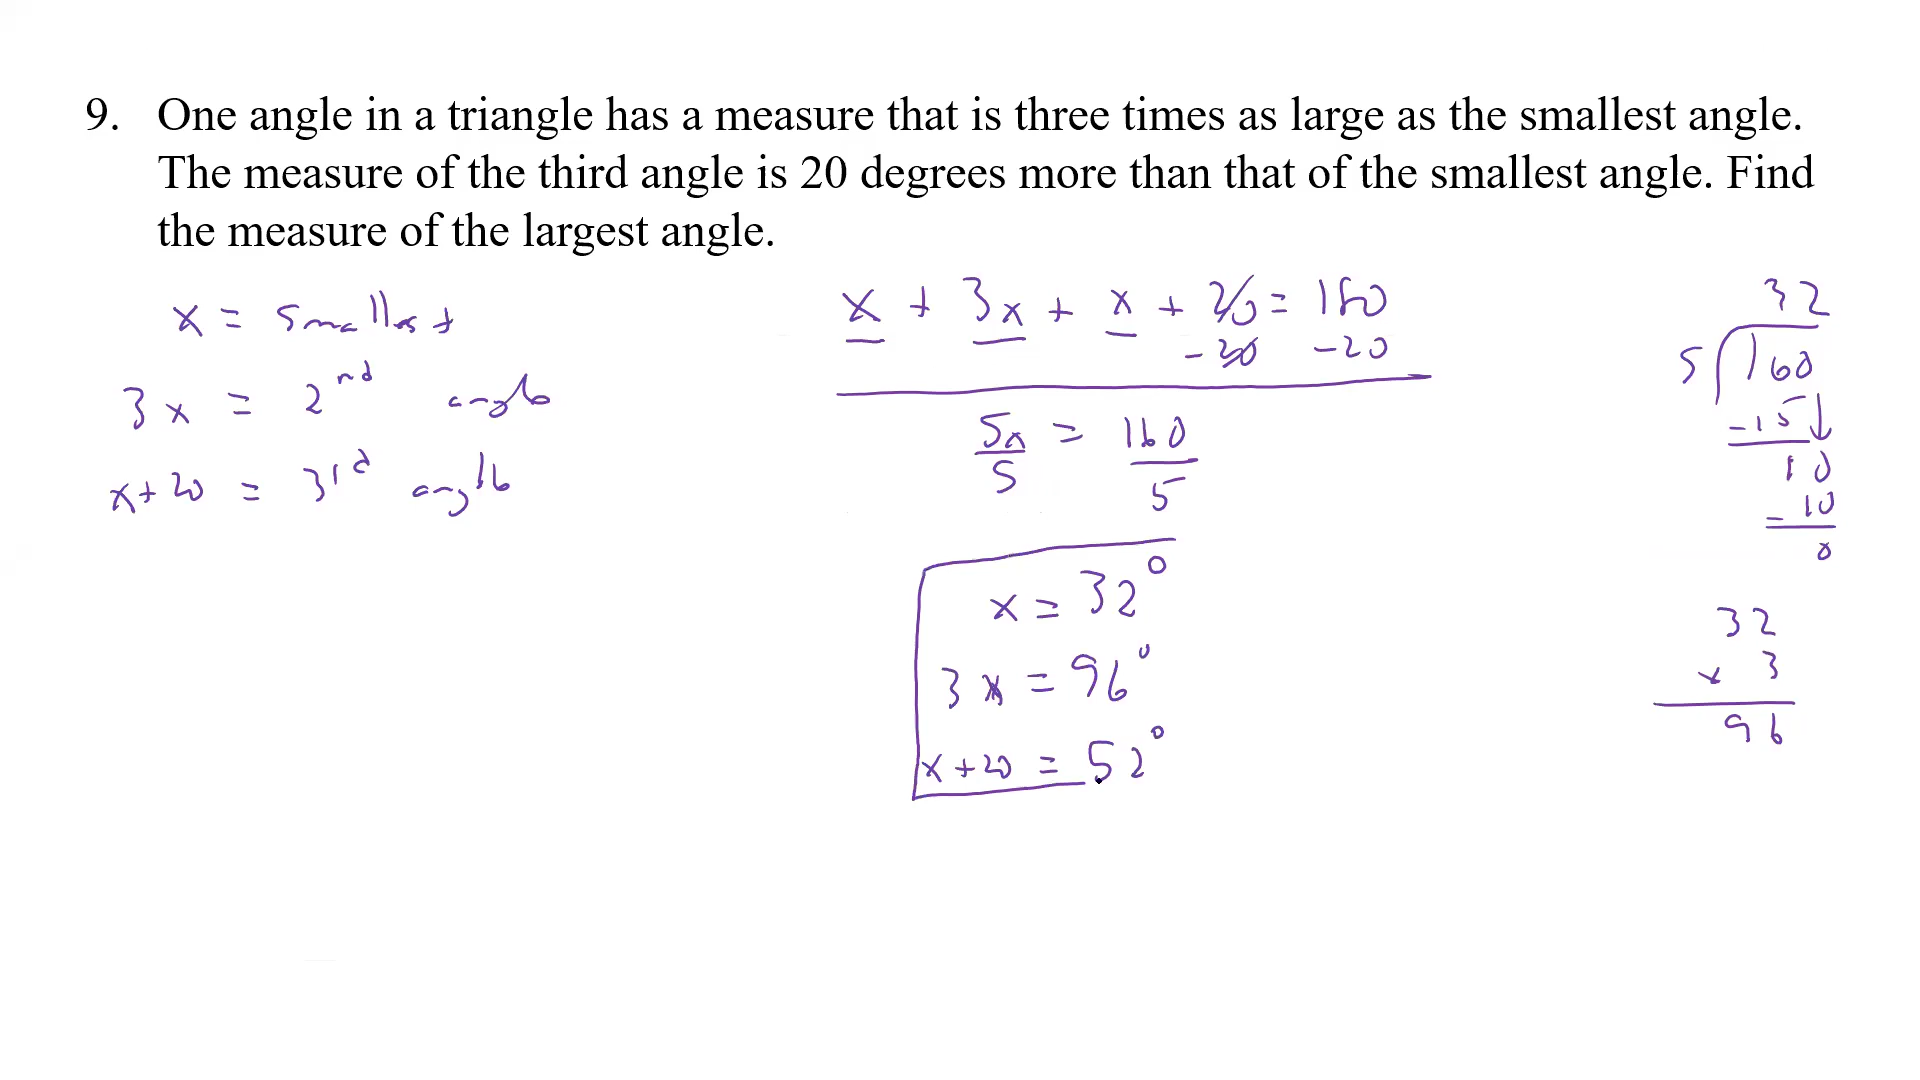 9. One angle in a triangle has a measure that is three times as large as the smallest angle.
The measure of the third angle is 20 degrees more than that of the smallest angle. Find
the measure of the largest angle.
x = smallest
3x = 2nd angle
x+20 = 3rd angle
x + 3x + x + 20 = 180
-20 -20
5x = 160
5 5
x = 32°
3x = 96°
x+20 = 52°
32
5 160
-15
10
-10
0
32
x 3
96